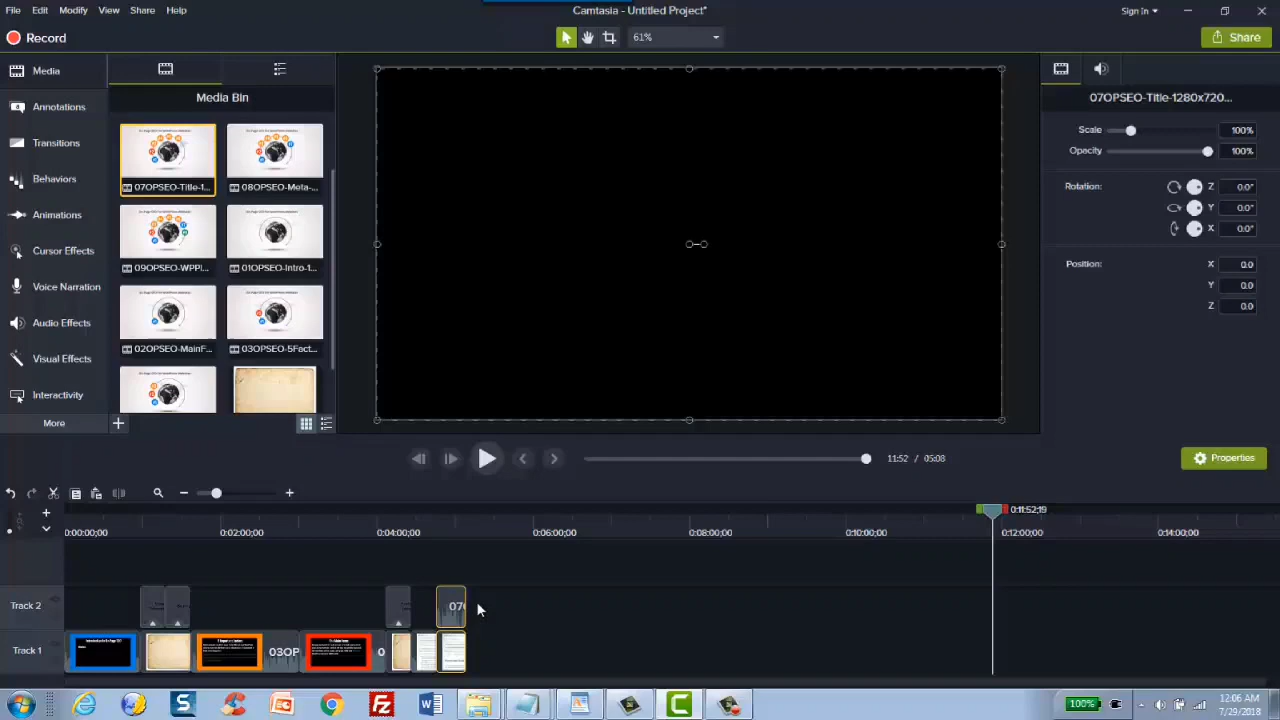 File Edit Modify View Share Help
Camtasia - Untitled Project*
Sign In
Record
61%
Share
Media
Annotations
Transitions
Behaviors
Animations
Cursor Effects
Voice Narration
Audio Effects
Visual Effects
Interactivity
More
Media Bin
07OPSEO-Title-1...
08OPSEO-Meta-...
09OPSEO-WPPl...
01OPSEO-Intro-1...
02OPSEO-MainF...
03OPSEO-5Fact...
07OPSEO-Title-1280x720...
Scale 100%
Opacity 100%
Rotation: Z 0.0°
Y 0.0°
X 0.0°
Position: X 0.0
Y 0.0
Z 0.0
11:52 / 05:08
Properties
0:11:52;19
0:00:00;00 0:02:00;00 0:04:00;00 0:06:00;00 0:08:00;00 0:10:00;00 0:12:00;00 0:14:00;00
Track 2
07
Track 1
03OP
0
100%
12:06 AM
7/29/2018